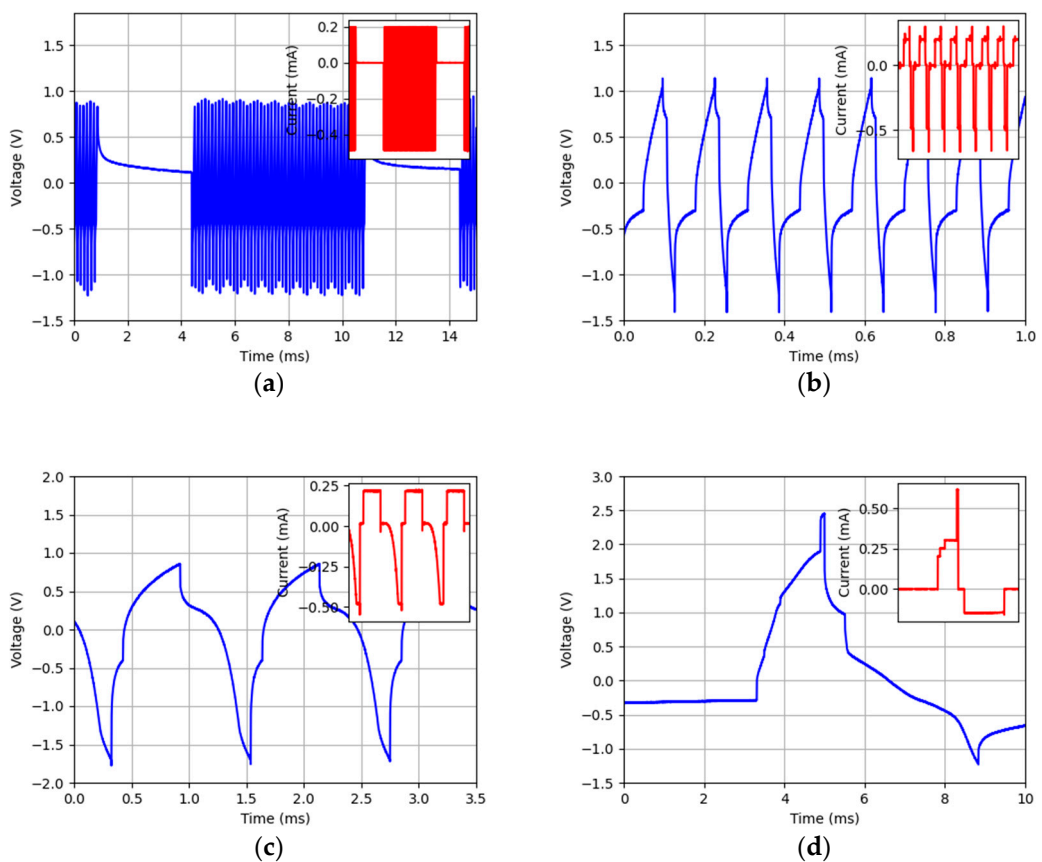 1.5
1.0
0.5
0.0
−0.5
−1.0
−1.5
Voltage (V)
0 2 4 6 8 10 12 14
Time (ms)
0.2
0.0
−0.2
−0.4
Current (mA)
(a)
1.5
1.0
0.5
0.0
−0.5
−1.0
−1.5
Voltage (V)
0.0 0.2 0.4 0.6 0.8 1.0
Time (ms)
0.0
−0.5
Current (mA)
(b)
2.0
1.5
1.0
0.5
0.0
−0.5
−1.0
−1.5
−2.0
Voltage (V)
0.0 0.5 1.0 1.5 2.0 2.5 3.0 3.5
Time (ms)
0.25
0.00
−0.25
−0.50
Current (mA)
(c)
3.0
2.5
2.0
1.5
1.0
0.5
0.0
−0.5
−1.0
−1.5
Voltage (V)
0 2 4 6 8 10
Time (ms)
0.50
0.25
0.00
Current (mA)
(d)